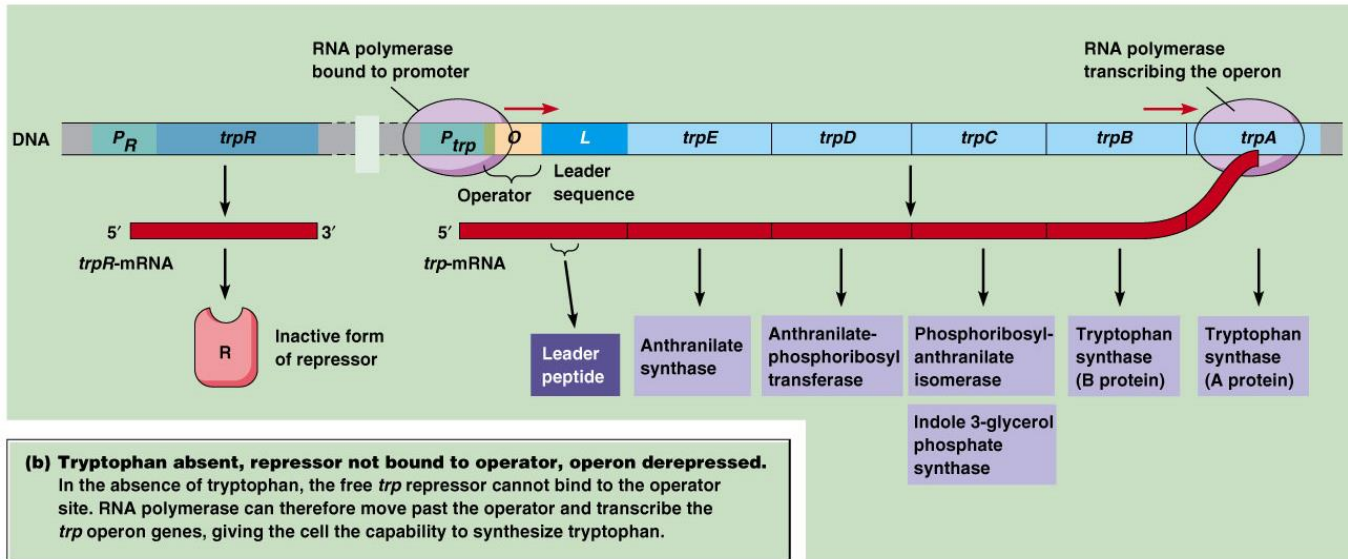 RNA polymerase
bound to promoter
RNA polymerase
transcribing the operon
DNA
PR
trpR
Ptrp
O
L
trpE
trpD
trpC
trpB
trpA
Operator
Leader
sequence
5′
3′
trpR-mRNA
5′
trp-mRNA
R
Inactive form
of repressor
Leader
peptide
Anthranilate
synthase
Anthranilate-
phosphoribosyl
transferase
Phosphoribosyl-
anthranilate
isomerase
Indole 3-glycerol
phosphate
synthase
Tryptophan
synthase
(B protein)
Tryptophan
synthase
(A protein)
(b) Tryptophan absent, repressor not bound to operator, operon derepressed.
In the absence of tryptophan, the free trp repressor cannot bind to the operator
site. RNA polymerase can therefore move past the operator and transcribe the
trp operon genes, giving the cell the capability to synthesize tryptophan.